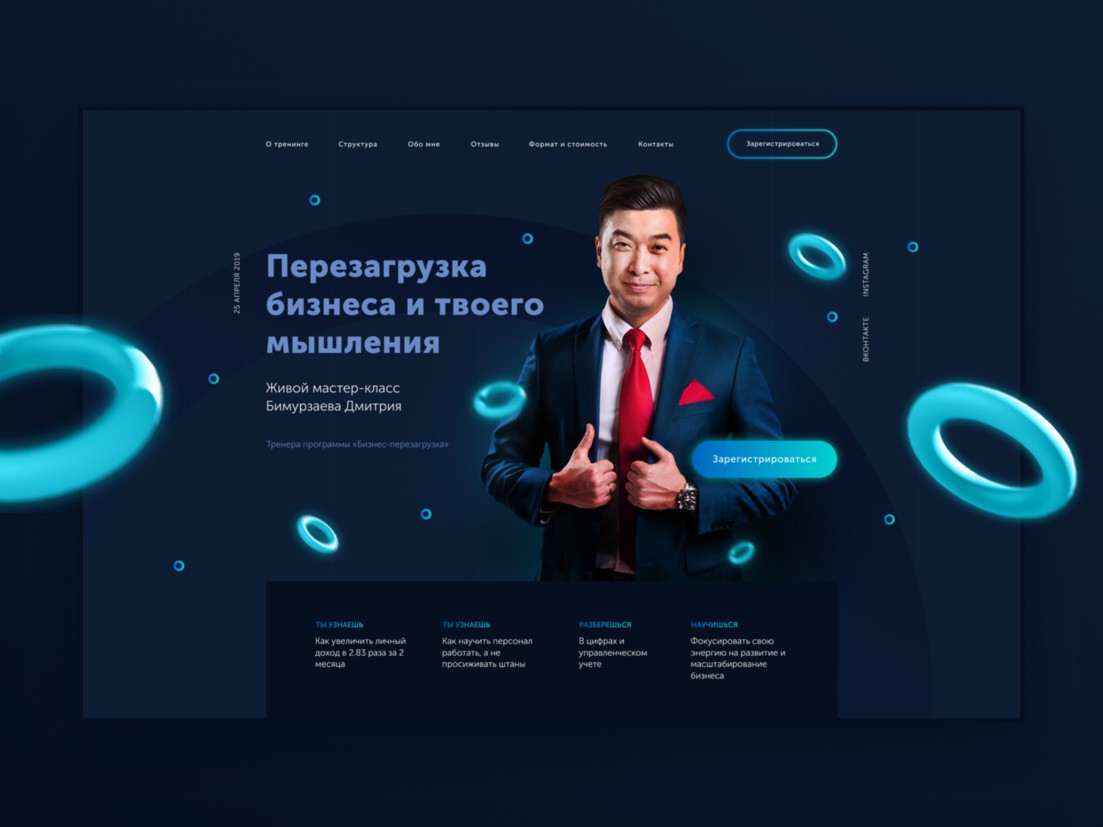 О тренинге
Структура
Обо мне
Отзывы
Формат и стоимость
Контакты
Зарегистрироваться
25 АПРЕЛЯ 2019
Перезагрузка
бизнеса и твоего
мышления
Живой мастер-класс
Бимурзаева Дмитрия
Тренера программы «Бизнес-перезагрузка»
INSTAGRAM
ВКОНТАКТЕ
Зарегистрироваться
ТЫ УЗНАЕШЬ
Как увеличить личный
доход в 2.83 раза за 2
месяца
ТЫ УЗНАЕШЬ
Как научить персонал
работать, а не
просиживать штаны
РАЗБЕРЕШЬСЯ
В цифрах и
управленческом
учете
НАУЧИШЬСЯ
Фокусировать свою
энергию на развитие и
масштабирование
бизнеса